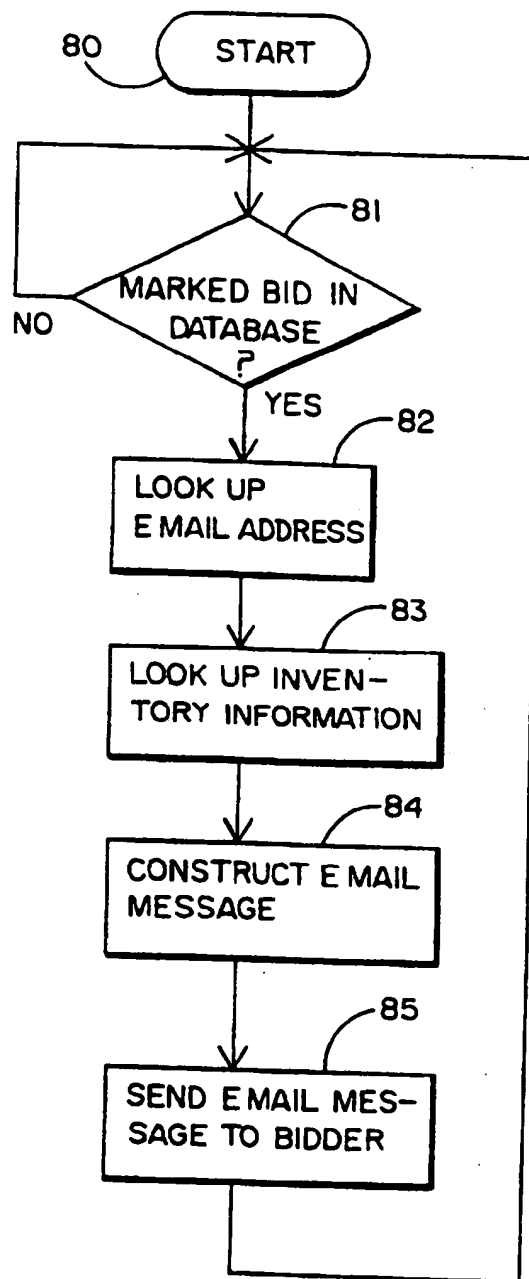 80
START
81
MARKED BID IN
DATABASE
?
NO
YES
82
LOOK UP
E MAIL ADDRESS
83
LOOK UP INVEN-
TORY INFORMATION
84
CONSTRUCT E MAIL
MESSAGE
85
SEND E MAIL MES-
SAGE TO BIDDER